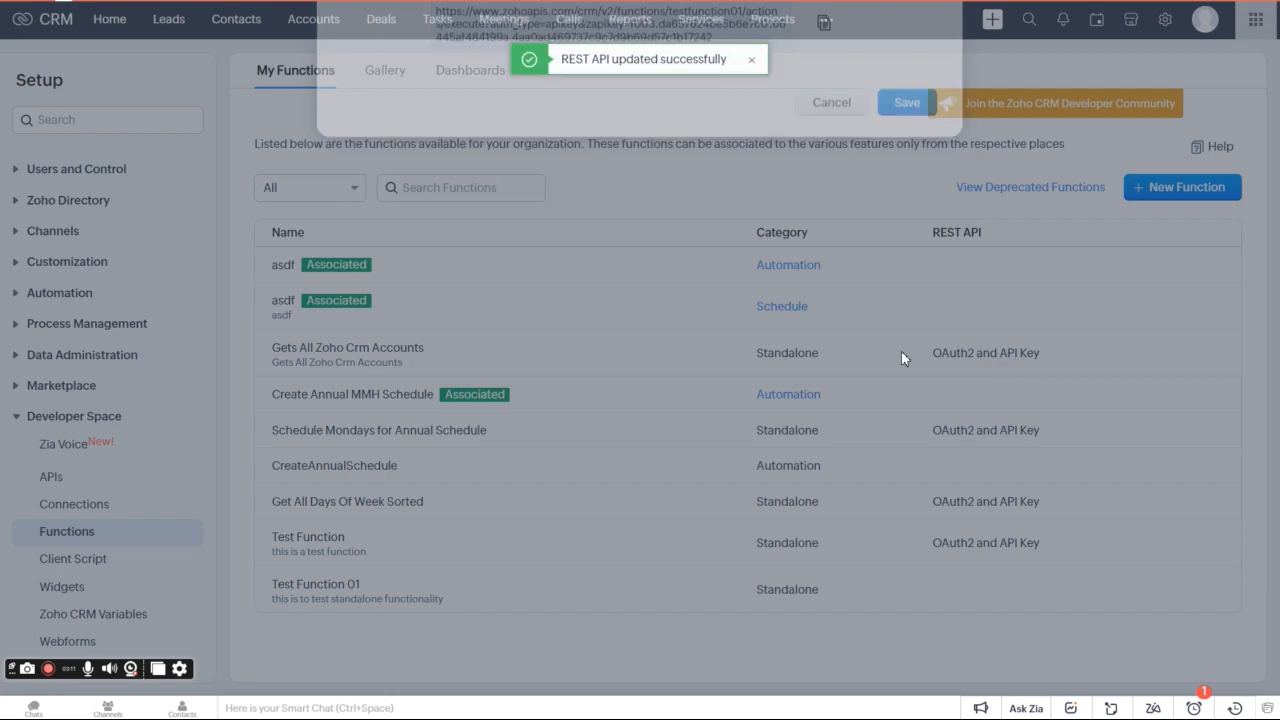 https://www.zohoapis.com/crm/v2/functions/testfunction01/action
CRM Home Leads Contacts Accounts Deals Tasks Meetings Calls Reports Services Projects
REST API updated successfully
My Functions Gallery Dashboards
Setup
Cancel Save Join the Zoho CRM Developer Community
Search
Listed below are the functions available for your organization. These functions can be associated to the various features only from the respective places
Help
All Search Functions View Deprecated Functions + New Function
Users and Control
Zoho Directory
Channels
Customization
Automation
Process Management
Data Administration
Marketplace
Developer Space
Zia Voice New!
APIs
Connections
Functions
Client Script
Widgets
Zoho CRM Variables
Webforms
Name Category REST API
asdf Associated Automation
asdf Associated Schedule
asdf
Gets All Zoho Crm Accounts Standalone OAuth2 and API Key
Gets All Zoho Crm Accounts
Create Annual MMH Schedule Associated Automation
Schedule Mondays for Annual Schedule Standalone OAuth2 and API Key
CreateAnnualSchedule Automation
Get All Days Of Week Sorted Standalone OAuth2 and API Key
Test Function Standalone OAuth2 and API Key
this is a test function
Test Function 01 Standalone
this is to test standalone functionality
03:11
1
Chats Channels Contacts Here is your Smart Chat (Ctrl+Space) Ask Zia